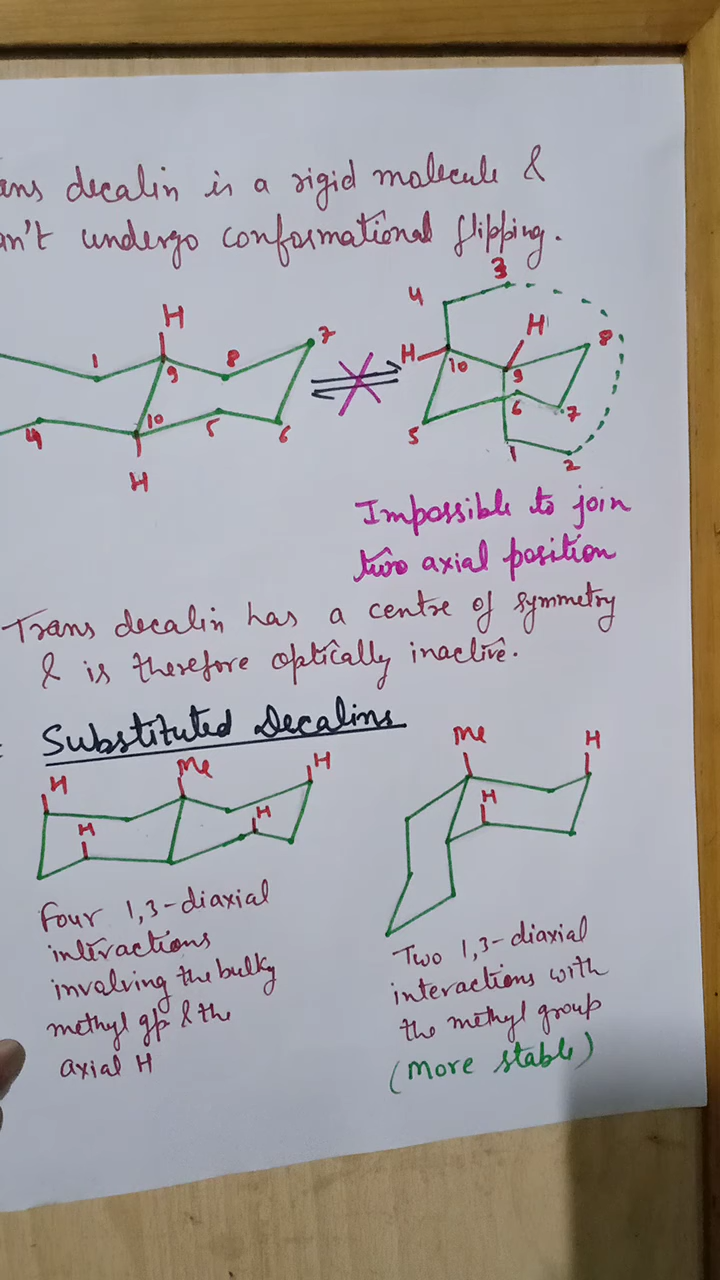 ans decalin is a rigid molecule &
an't undergo conformational flipping.
H
1
9
8
7
4
10
5
6
H
4
3
H
H
10
9
8
6
7
5
1
2
Impossible to join
two axial position
Trans decalin has a centre of symmetry
& is therefore optically inactive.
Substituted Decalins
H
Me
H
H
H
Four 1,3-diaxial
interactions
involving the bulky
methyl gp & the
axial H
Me
H
H
Two 1,3-diaxial
interactions with
the methyl group
(More stable)